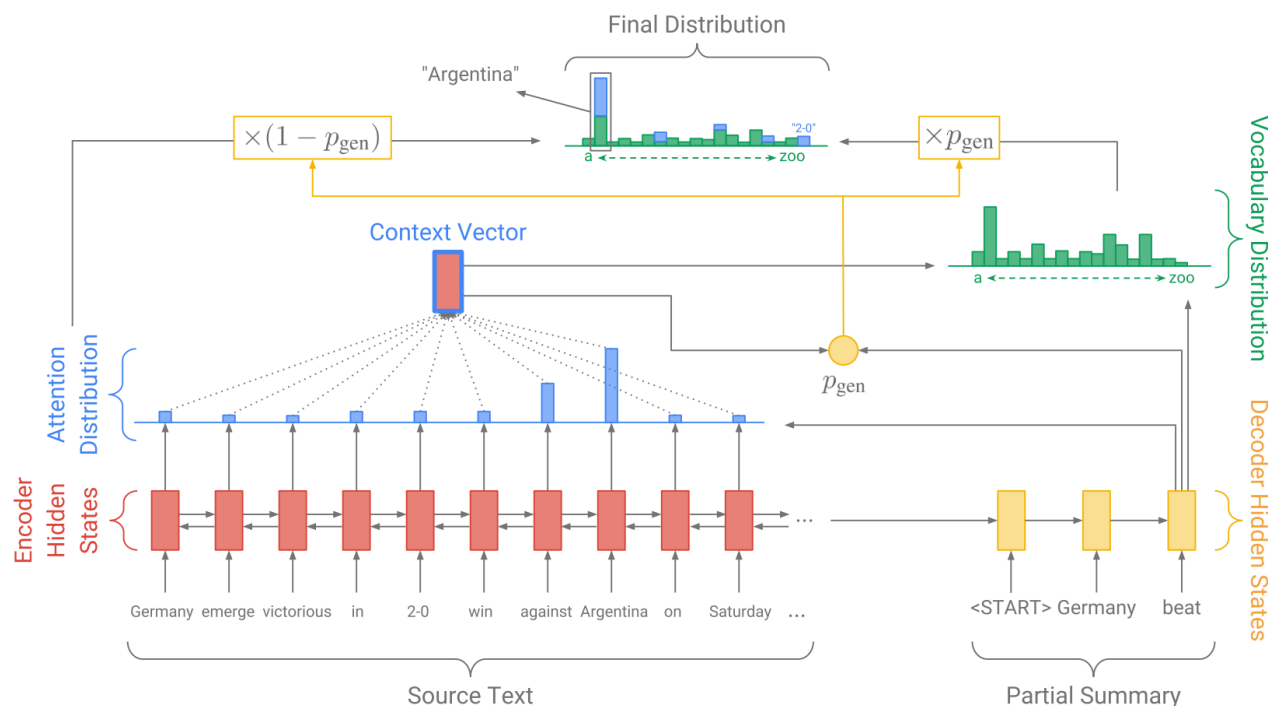 Final Distribution
"Argentina"
×(1 − p_gen)
"2-0"
×p_gen
a
zoo
Context Vector
Vocabulary Distribution
a
zoo
Attention
Distribution
p_gen
Encoder
Hidden
States
...
Decoder Hidden States
Germany emerge victorious in 2-0 win against Argentina on Saturday ...
<START> Germany beat
Source Text
Partial Summary